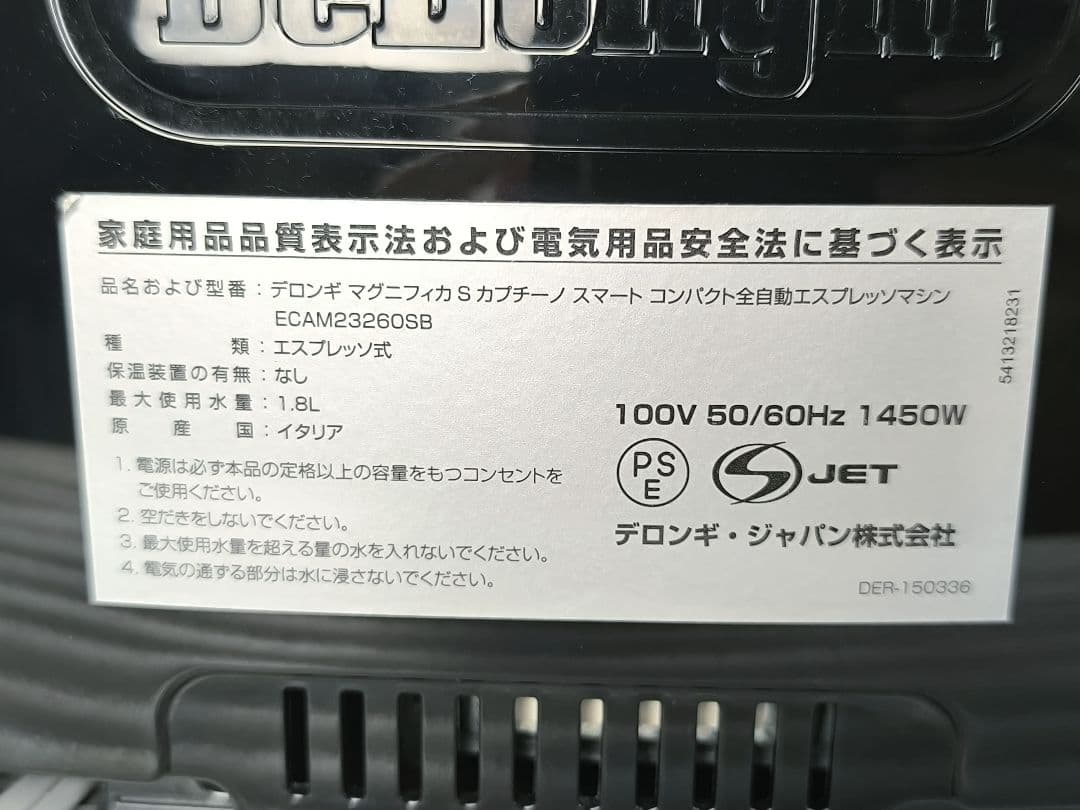 DeLonghi
家庭用品品質表示法および電気用品安全法に基づく表示
品名および型番：デロンギ マグニフィカ S カプチーノ スマート コンパクト全自動エスプレッソマシン
ECAM23260SB
種類：エスプレッソ式
保温装置の有無：なし
最大使用水量：1.8L
原産国：イタリア
1. 電源は必ず本品の定格以上の容量をもつコンセントを
ご使用ください。
2. 空だきをしないでください。
3. 最大使用水量を超える量の水を入れないでください。
4. 電気の通ずる部分は水に浸さないでください。
100V 50/60Hz 1450W
PS
E
S JET
デロンギ・ジャパン株式会社
DER-150336
5413218231